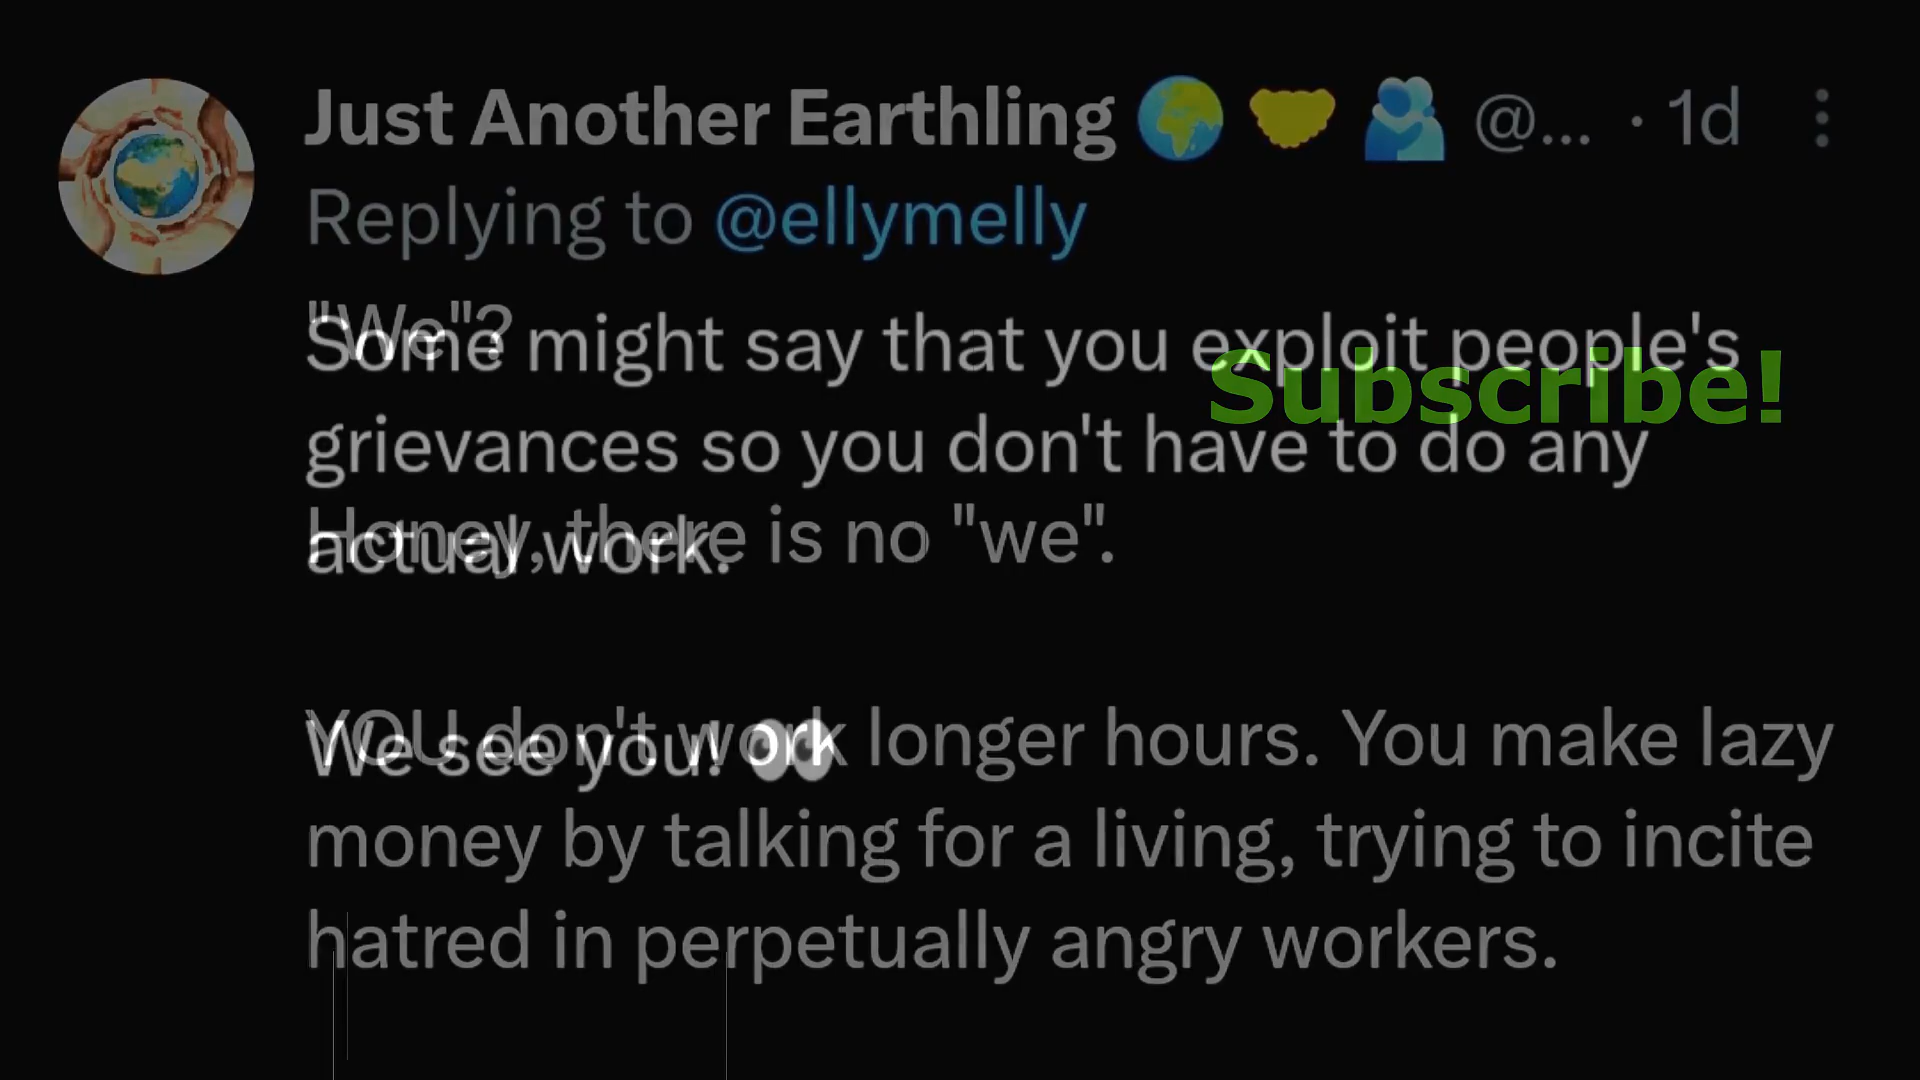 Just Another Earthling 🌍 🤝 🫂 @... · 1d
Replying to @ellymelly
"We"?
Some might say that you exploit people's
Subscribe!
grievances so you don't have to do any
Honey, there is no "we".
actual work.
YOU don't work longer hours. You make lazy
We see you! 👀
money by talking for a living, trying to incite
hatred in perpetually angry workers.